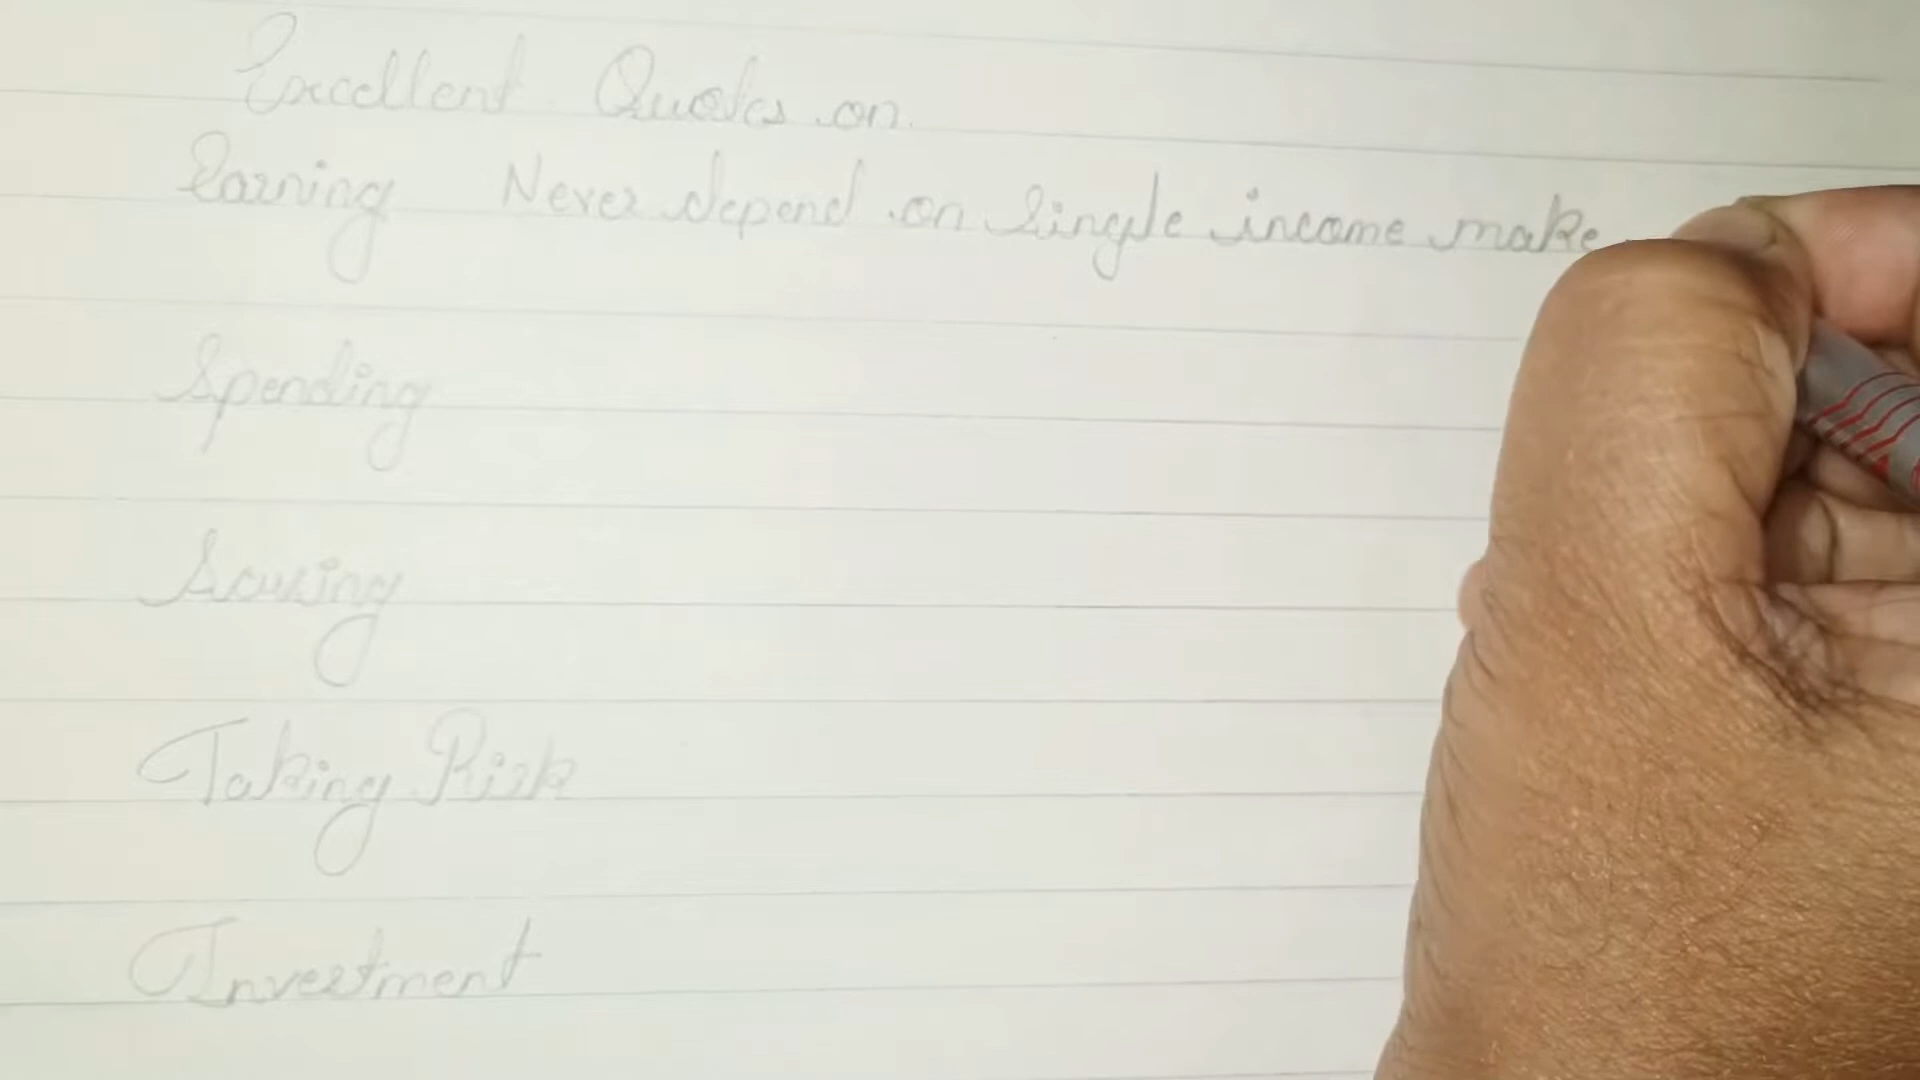 Excellent Quotes on
Earning Never depend on Single income make
Spending
Saving
Taking Risk
Investment